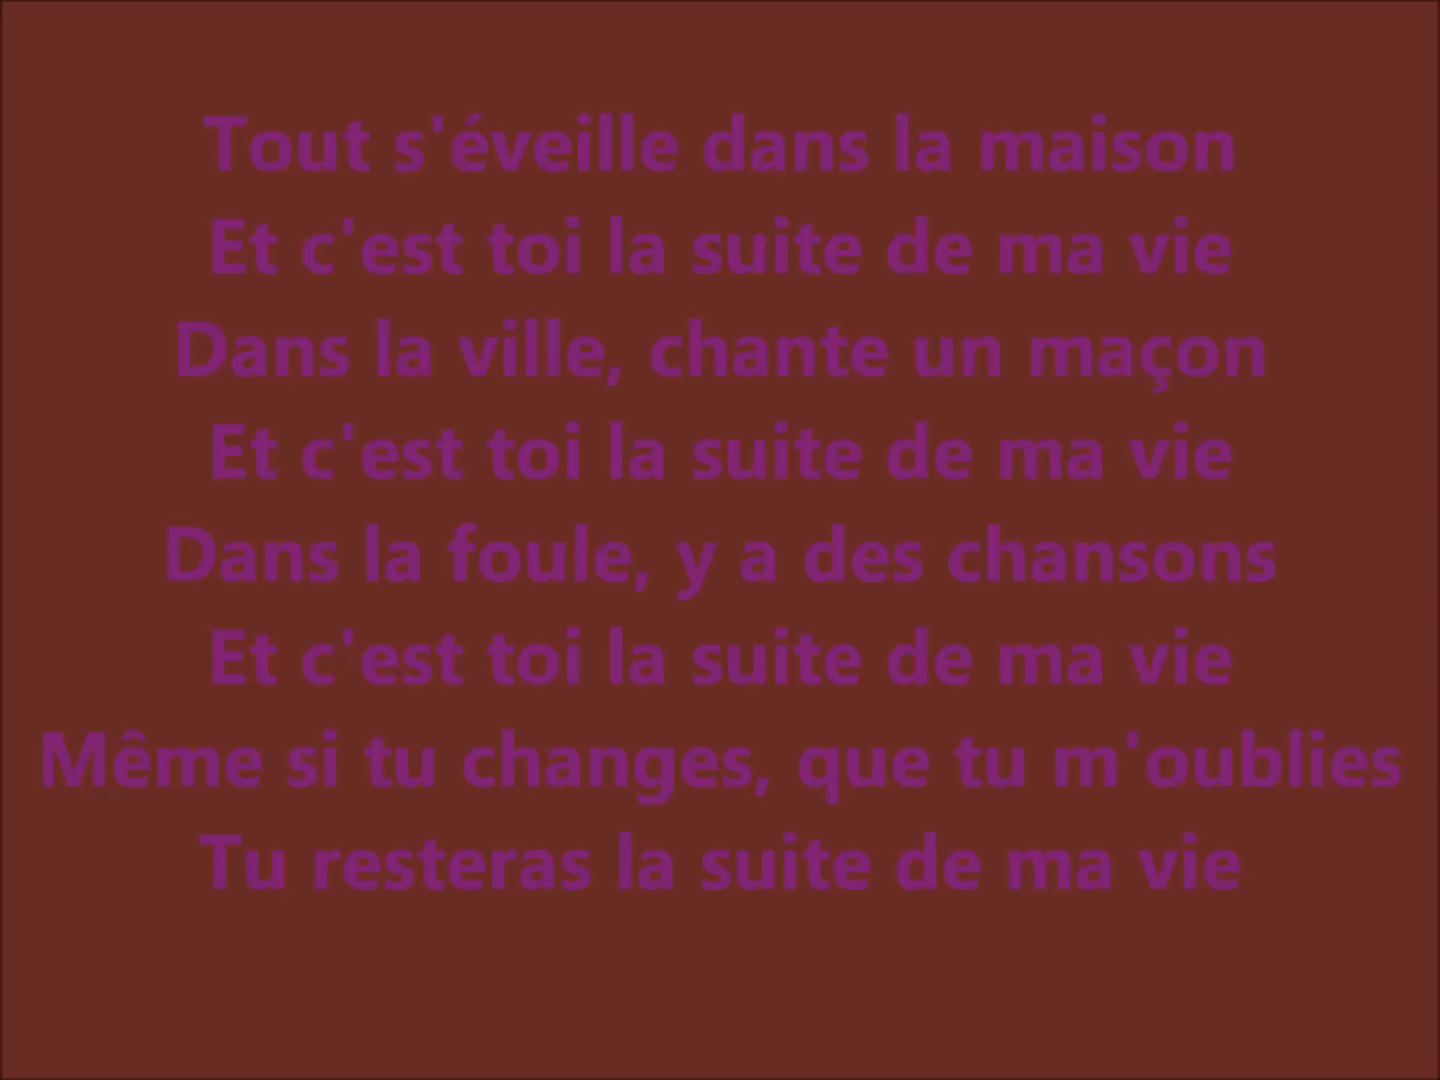 Tout s'éveille dans la maison
Et c'est toi la suite de ma vie
Dans la ville, chante un maçon
Et c'est toi la suite de ma vie
Dans la foule, y a des chansons
Et c'est toi la suite de ma vie
Même si tu changes, que tu m'oublies
Tu resteras la suite de ma vie